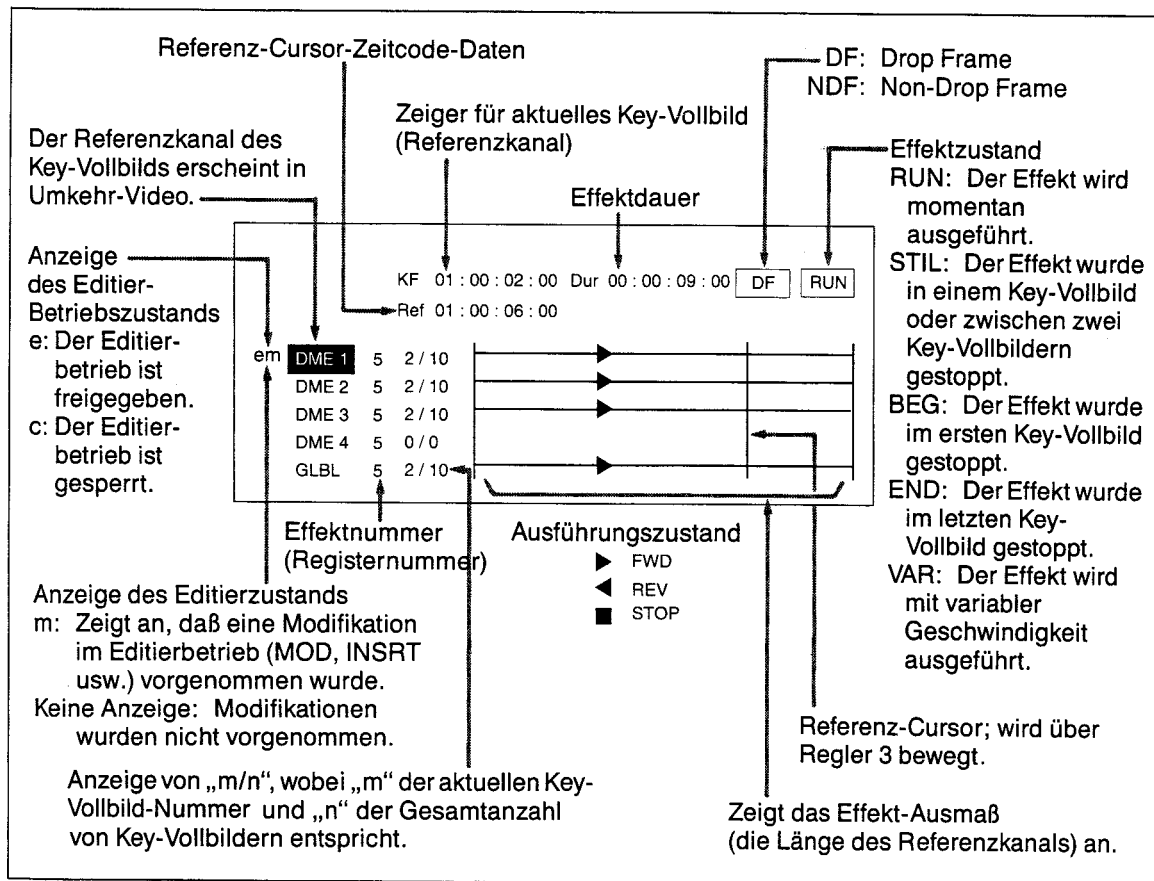 Referenz-Cursor-Zeitcode-Daten
DF: Drop Frame
NDF: Non-Drop Frame
Zeiger für aktuelles Key-Vollbild
(Referenzkanal)
Der Referenzkanal des
Key-Vollbilds erscheint in
Umkehr-Video.
Effektdauer
Effektzustand
RUN: Der Effekt wird
momentan
ausgeführt.
STIL: Der Effekt wurde
in einem Key-Vollbild
oder zwischen zwei
Key-Vollbildern
gestoppt.
BEG: Der Effekt wurde
im ersten Key-Vollbild
gestoppt.
END: Der Effekt wurde
im letzten Key-
Vollbild gestoppt.
VAR: Der Effekt wird
mit variabler
Geschwindigkeit
ausgeführt.
Anzeige
des Editier-
Betriebszustands
e: Der Editier-
betrieb ist
freigegeben.
c: Der Editier-
betrieb ist
gesperrt.
KF 01 : 00 : 02 : 00 Dur 00 : 00 : 09 : 00 DF RUN
Ref 01 : 00 : 06 : 00
em DME 1 5 2 / 10
DME 2 5 2 / 10
DME 3 5 2 / 10
DME 4 5 0 / 0
GLBL 5 2 / 10
Effektnummer
(Registernummer)
Ausführungszustand
▶ FWD
◀ REV
■ STOP
Anzeige des Editierzustands
m: Zeigt an, daß eine Modifikation
im Editierbetrieb (MOD, INSRT
usw.) vorgenommen wurde.
Keine Anzeige: Modifikationen
wurden nicht vorgenommen.
Anzeige von „m/n“, wobei „m“ der aktuellen Key-
Vollbild-Nummer und „n“ der Gesamtanzahl
von Key-Vollbildern entspricht.
Referenz-Cursor; wird über
Regler 3 bewegt.
Zeigt das Effekt-Ausmaß
(die Länge des Referenzkanals) an.